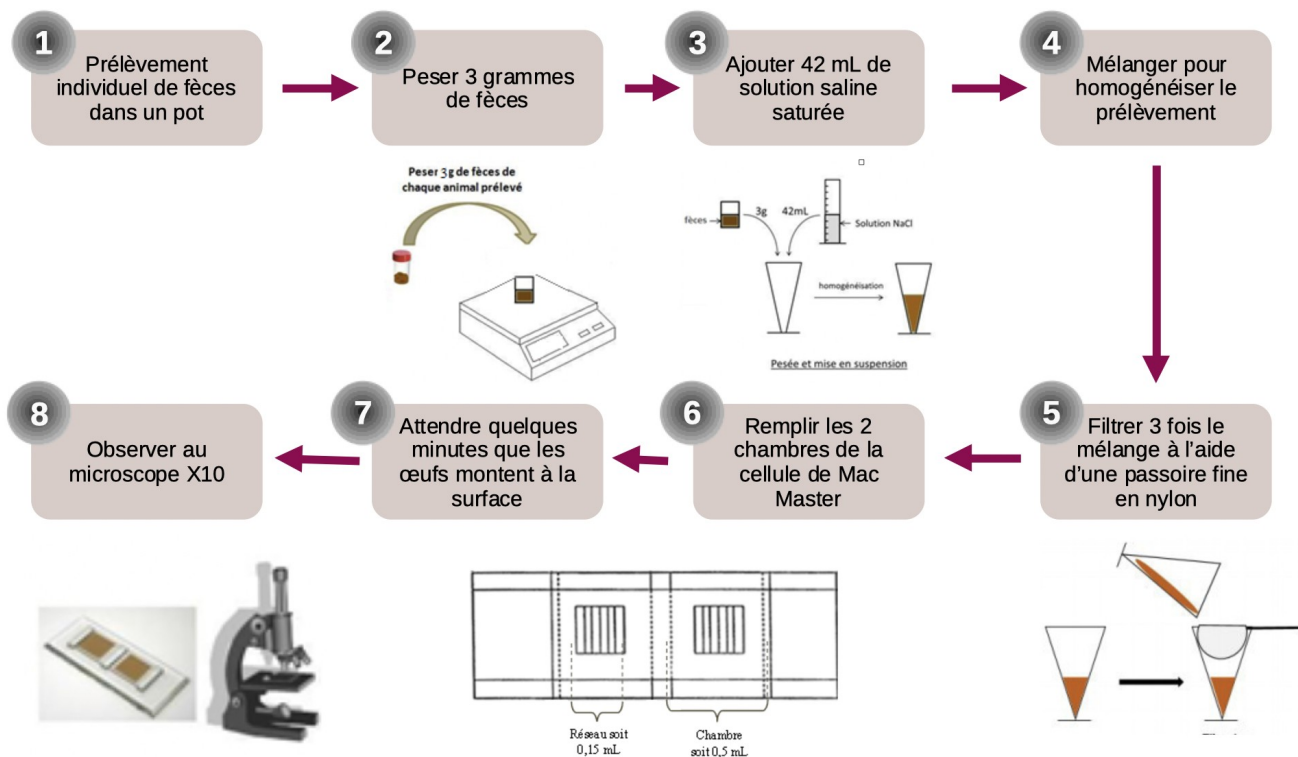 1
Prélèvement
individuel de fèces
dans un pot
2
Peser 3 grammes
de fèces
3
Ajouter 42 mL de
solution saline
saturée
4
Mélanger pour
homogénéiser le
prélèvement
Peser 3g de fèces de
chaque animal prélevé
fèces
3g
42mL
Solution NaCl
homogénéisation
Pesée et mise en suspension
5
Filtrer 3 fois le
mélange à l'aide
d'une passoire fine
en nylon
6
Remplir les 2
chambres de la
cellule de Mac
Master
7
Attendre quelques
minutes que les
œufs montent à la
surface
8
Observer au
microscope X10
Réseau soit
0,15 mL
Chambre
soit 0.5 mL